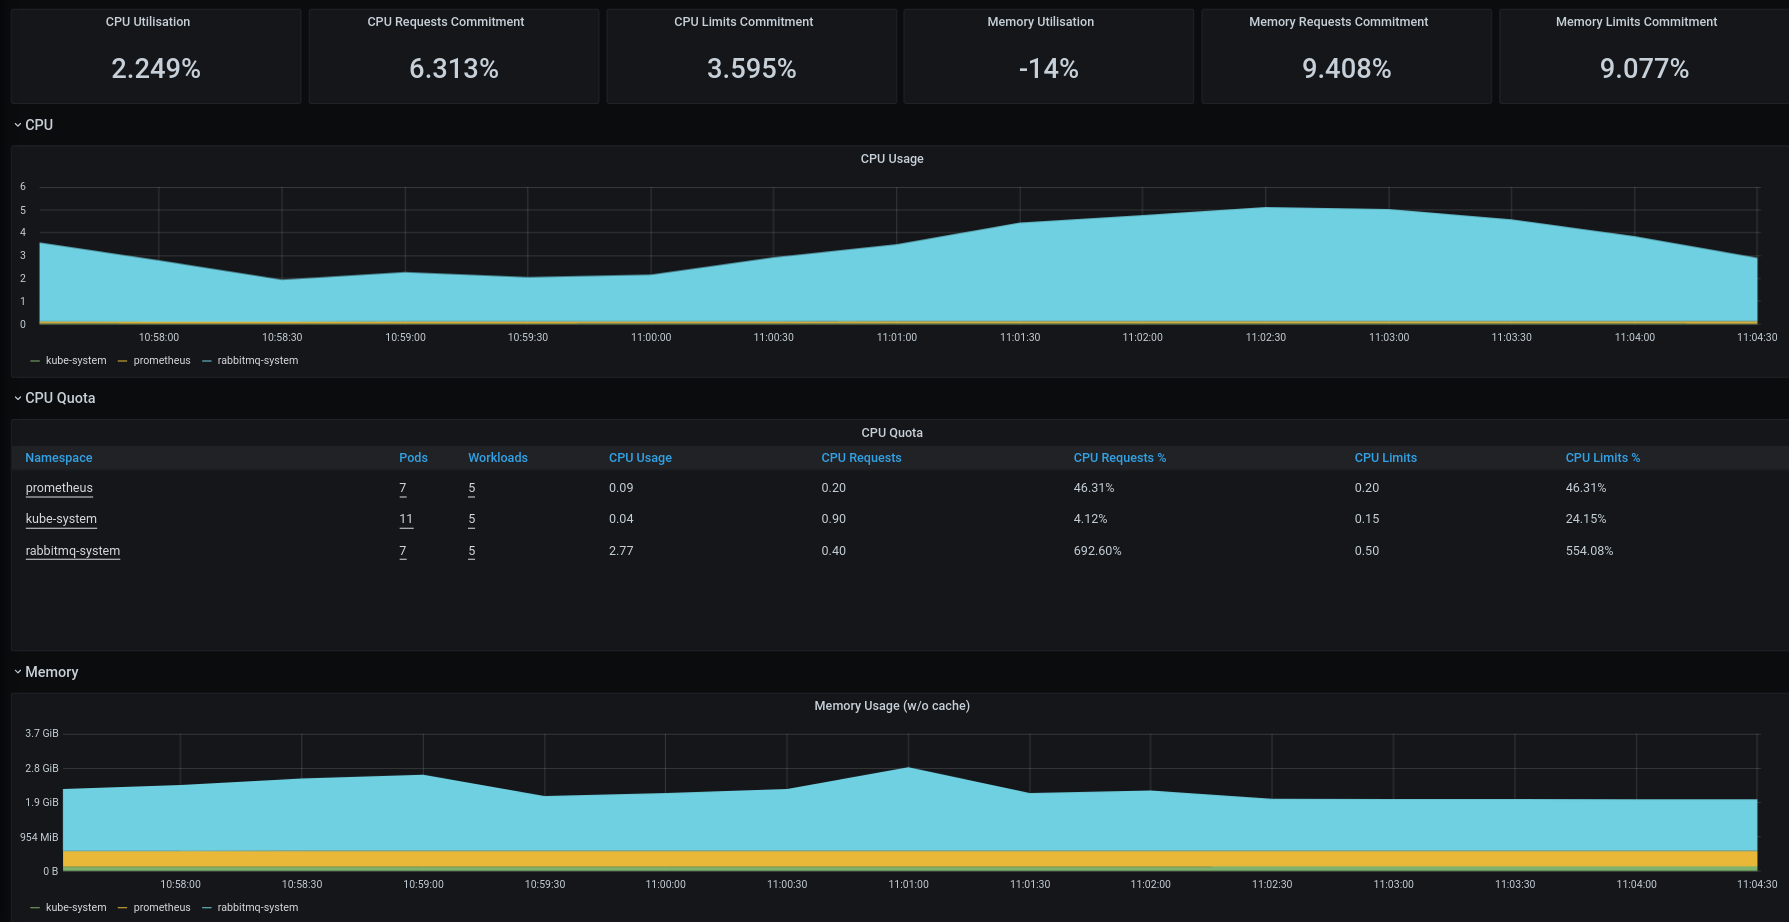 CPU Utilisation CPU Requests Commitment CPU Limits Commitment Memory Utilisation Memory Requests Commitment Memory Limits Commitment
2.249% 6.313% 3.595% -14% 9.408% 9.077%
CPU
CPU Usage
6
5
4
3
2
1
0
10:58:00 10:58:30 10:59:00 10:59:30 11:00:00 11:00:30 11:01:00 11:01:30 11:02:00 11:02:30 11:03:00 11:03:30 11:04:00 11:04:30
kube-system prometheus rabbitmq-system
CPU Quota
CPU Quota
Namespace Pods Workloads CPU Usage CPU Requests CPU Requests % CPU Limits CPU Limits %
prometheus 7 5 0.09 0.20 46.31% 0.20 46.31%
kube-system 11 5 0.04 0.90 4.12% 0.15 24.15%
rabbitmq-system 7 5 2.77 0.40 692.60% 0.50 554.08%
Memory
Memory Usage (w/o cache)
3.7 GiB
2.8 GiB
1.9 GiB
954 MiB
0 B
10:58:00 10:58:30 10:59:00 10:59:30 11:00:00 11:00:30 11:01:00 11:01:30 11:02:00 11:02:30 11:03:00 11:03:30 11:04:00 11:04:30
kube-system prometheus rabbitmq-system